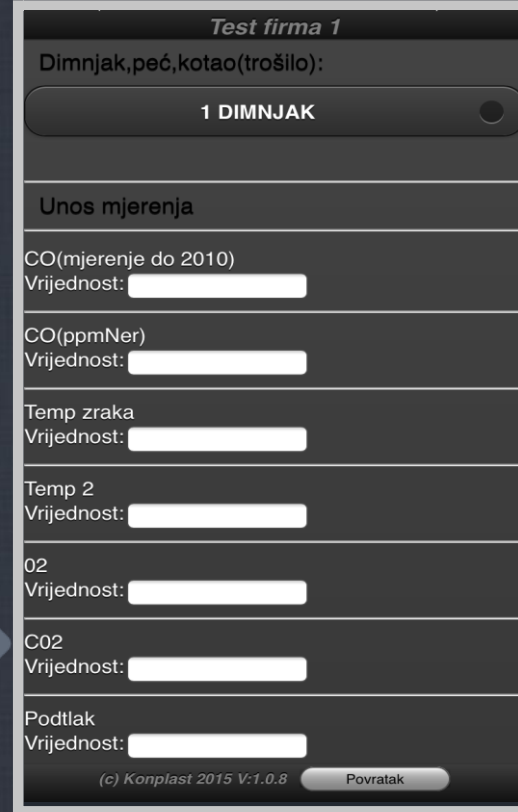 Test firma 1
Dimnjak,peć,kotao(trošilo):
1 DIMNJAK
Unos mjerenja
CO(mjerenje do 2010)
Vrijednost:
CO(ppmNer)
Vrijednost:
Temp zraka
Vrijednost:
Temp 2
Vrijednost:
02
Vrijednost:
C02
Vrijednost:
Podtlak
Vrijednost:
(c) Konplast 2015 V:1.0.8 Povratak